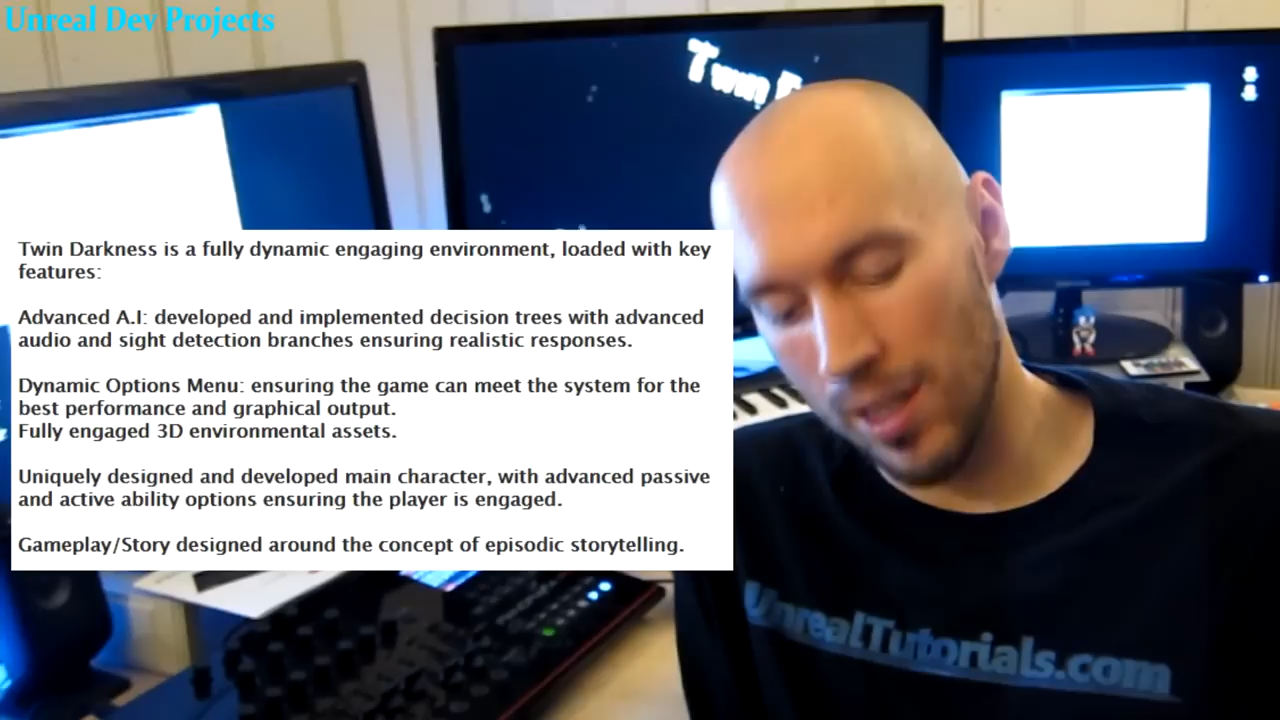 Unreal Dev Projects
Twin
Twin Darkness is a fully dynamic engaging environment, loaded with key
features:
Advanced A.I: developed and implemented decision trees with advanced
audio and sight detection branches ensuring realistic responses.
Dynamic Options Menu: ensuring the game can meet the system for the
best performance and graphical output.
Fully engaged 3D environmental assets.
Uniquely designed and developed main character, with advanced passive
and active ability options ensuring the player is engaged.
Gameplay/Story designed around the concept of episodic storytelling.
UnrealTutorials.com